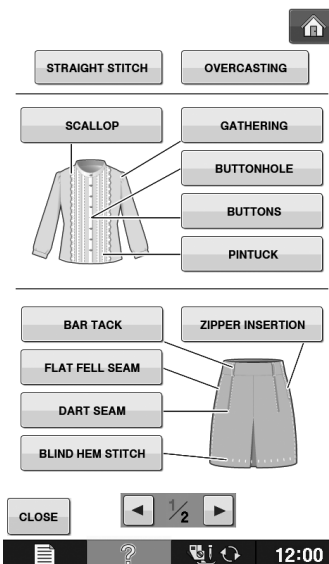 STRAIGHT STITCH OVERCASTING
SCALLOP GATHERING
BUTTONHOLE
BUTTONS
PINTUCK
BAR TACK ZIPPER INSERTION
FLAT FELL SEAM
DART SEAM
BLIND HEM STITCH
CLOSE 1/2
? 12:00